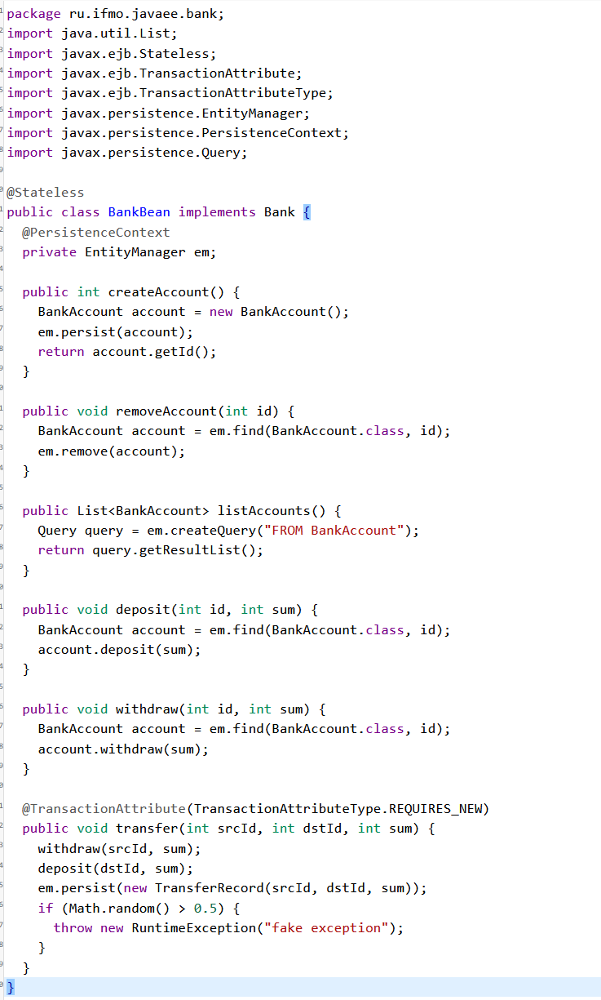 package ru.ifmo.javaee.bank;
import java.util.List;
import javax.ejb.Stateless;
import javax.ejb.TransactionAttribute;
import javax.ejb.TransactionAttributeType;
import javax.persistence.EntityManager;
import javax.persistence.PersistenceContext;
import javax.persistence.Query;

@Stateless
public class BankBean implements Bank {
  @PersistenceContext
  private EntityManager em;

  public int createAccount() {
    BankAccount account = new BankAccount();
    em.persist(account);
    return account.getId();
  }

  public void removeAccount(int id) {
    BankAccount account = em.find(BankAccount.class, id);
    em.remove(account);
  }

  public List<BankAccount> listAccounts() {
    Query query = em.createQuery("FROM BankAccount");
    return query.getResultList();
  }

  public void deposit(int id, int sum) {
    BankAccount account = em.find(BankAccount.class, id);
    account.deposit(sum);
  }

  public void withdraw(int id, int sum) {
    BankAccount account = em.find(BankAccount.class, id);
    account.withdraw(sum);
  }

  @TransactionAttribute(TransactionAttributeType.REQUIRES_NEW)
  public void transfer(int srcId, int dstId, int sum) {
    withdraw(srcId, sum);
    deposit(dstId, sum);
    em.persist(new TransferRecord(srcId, dstId, sum));
    if (Math.random() > 0.5) {
      throw new RuntimeException("fake exception");
    }
  }
}